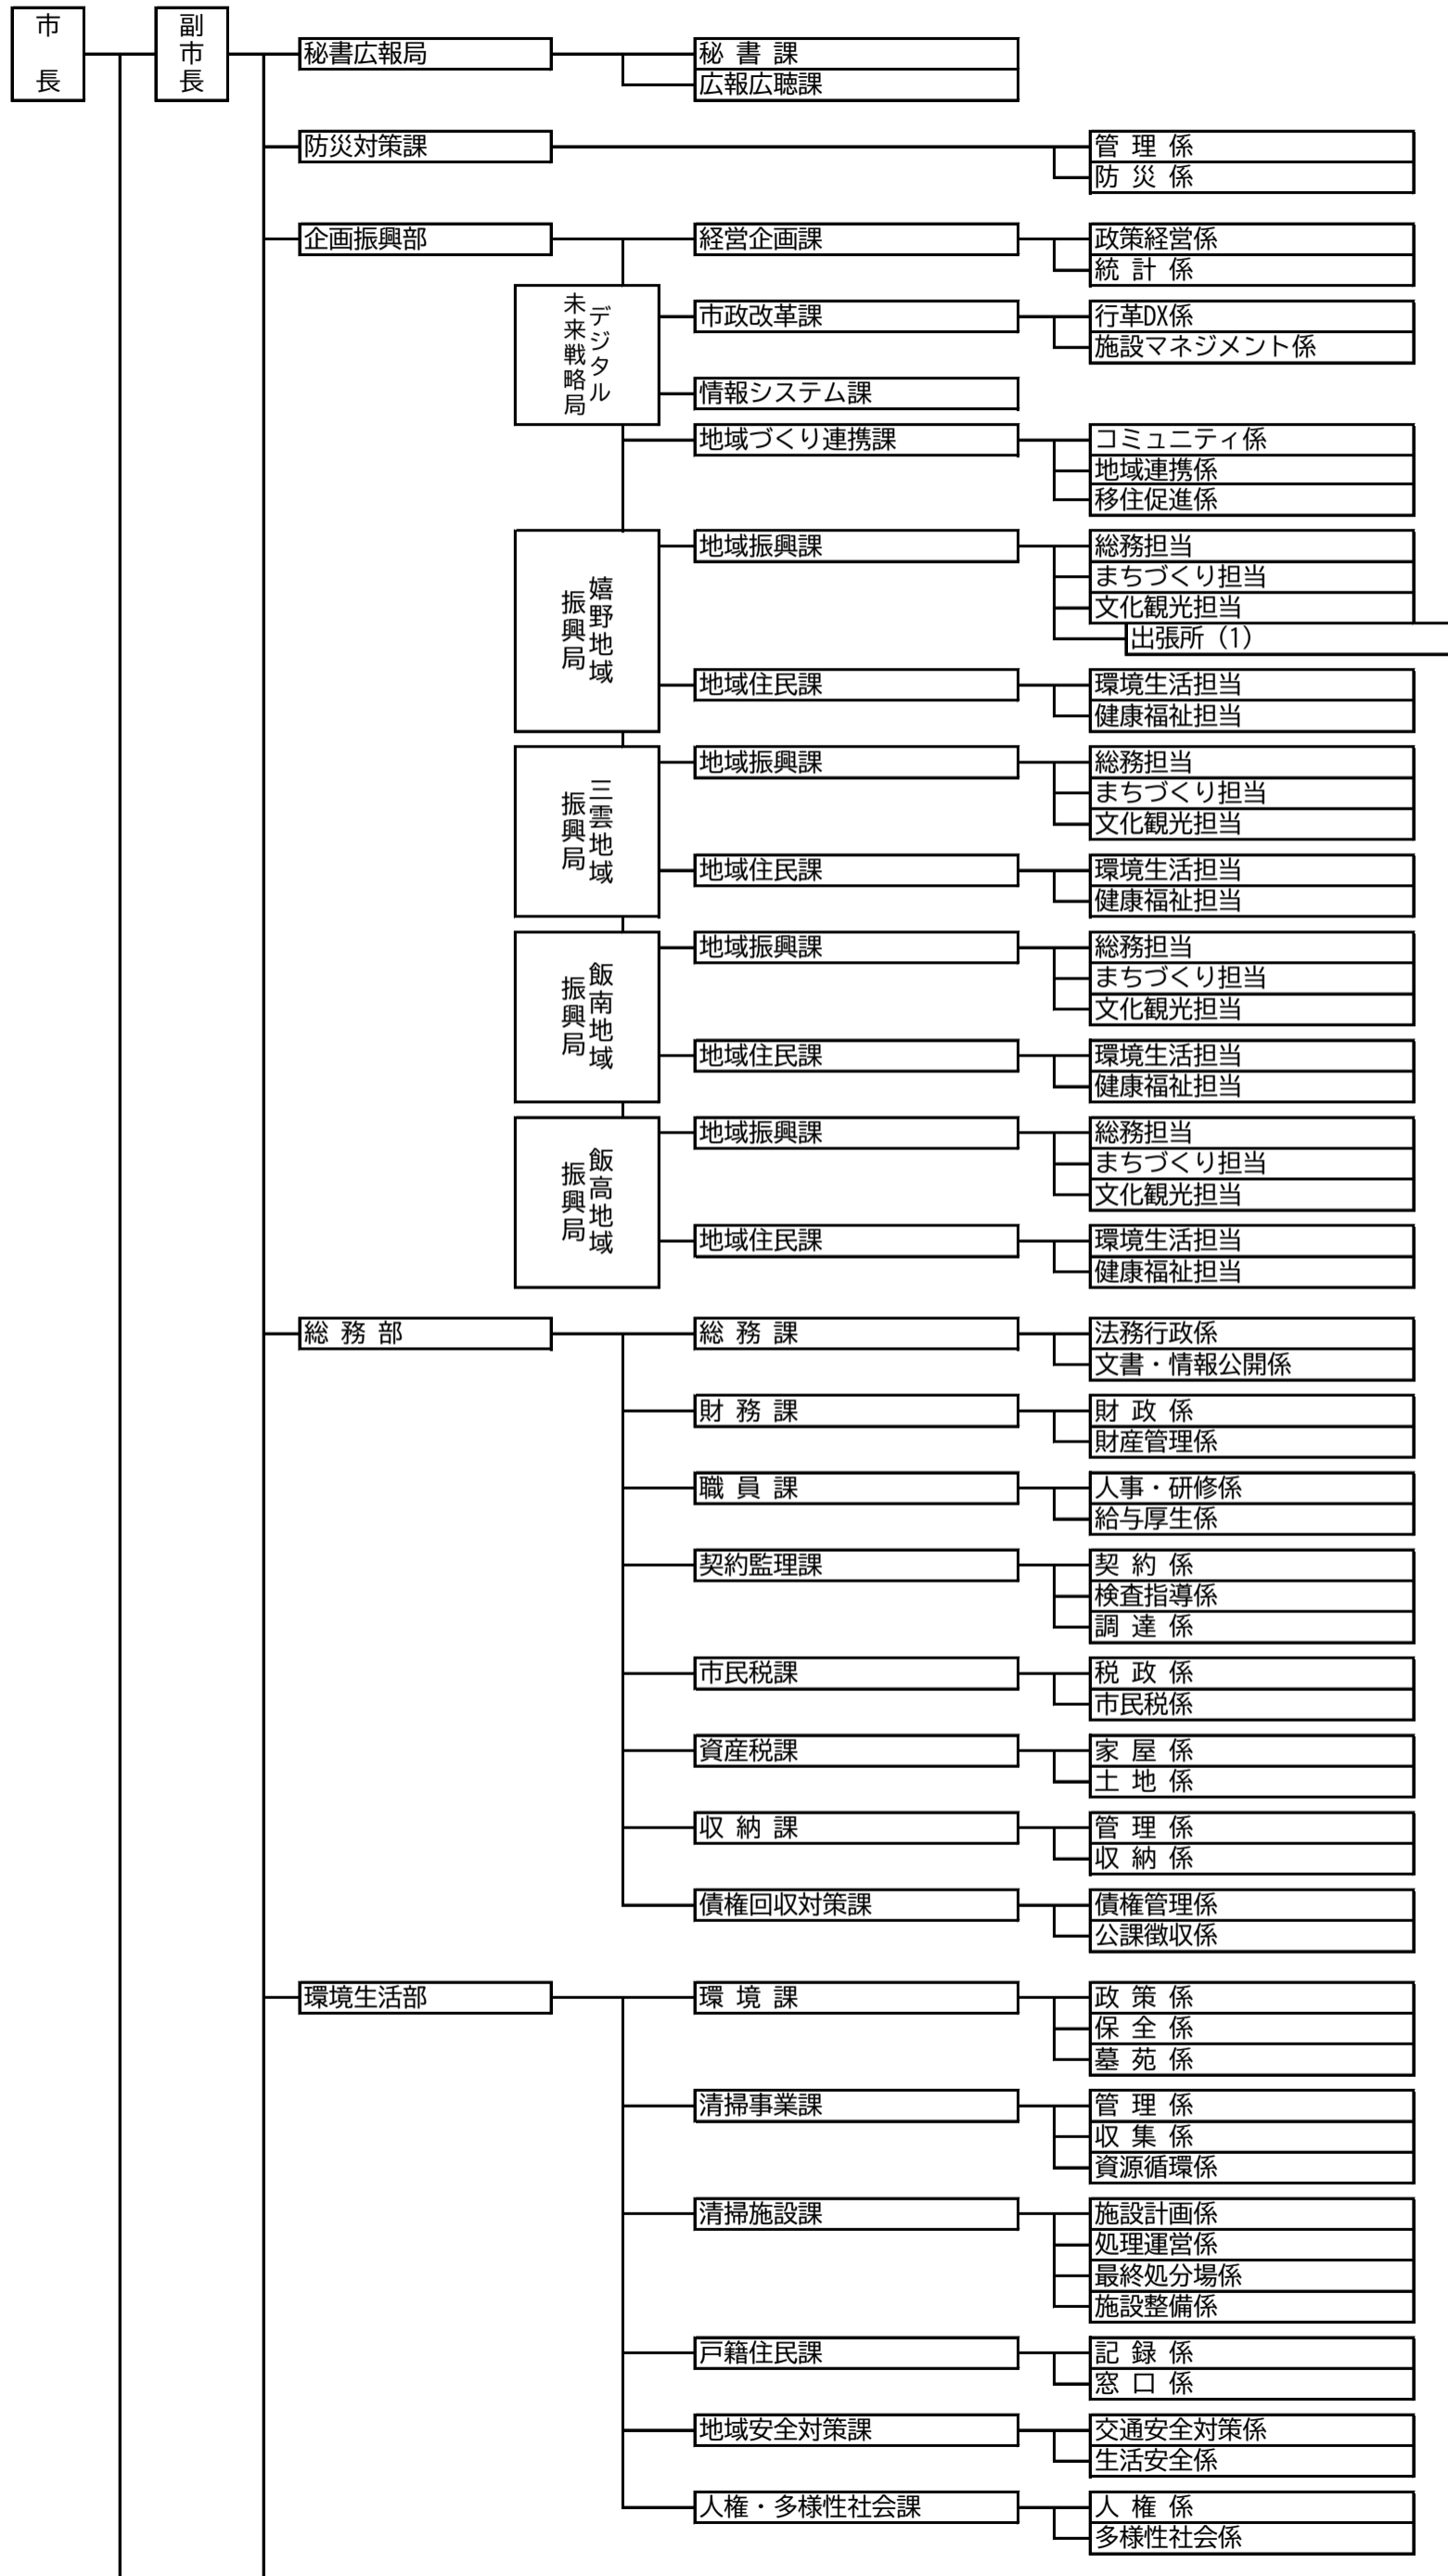 市長
副市長
秘書広報局
秘 書 課
広報広聴課
防災対策課
管 理 係
防 災 係
企画振興部
経営企画課
政策経営係
統 計 係
デジタル
未来戦略局
市政改革課
行革DX係
施設マネジメント係
情報システム課
地域づくり連携課
コミュニティ係
地域連携係
移住促進係
嬉野地域
振興局
地域振興課
総務担当
まちづくり担当
文化観光担当
出張所（1）
地域住民課
環境生活担当
健康福祉担当
三雲地域
振興局
地域振興課
総務担当
まちづくり担当
文化観光担当
地域住民課
環境生活担当
健康福祉担当
飯南地域
振興局
地域振興課
総務担当
まちづくり担当
文化観光担当
地域住民課
環境生活担当
健康福祉担当
飯高地域
振興局
地域振興課
総務担当
まちづくり担当
文化観光担当
地域住民課
環境生活担当
健康福祉担当
総 務 部
総 務 課
法務行政係
文書・情報公開係
財 務 課
財 政 係
財産管理係
職 員 課
人事・研修係
給与厚生係
契約監理課
契 約 係
検査指導係
調 達 係
市民税課
税 政 係
市民税係
資産税課
家 屋 係
土 地 係
収 納 課
管 理 係
収 納 係
債権回収対策課
債権管理係
公課徴収係
環境生活部
環 境 課
政 策 係
保 全 係
墓 苑 係
清掃事業課
管 理 係
収 集 係
資源循環係
清掃施設課
施設計画係
処理運営係
最終処分場係
施設整備係
戸籍住民課
記 録 係
窓 口 係
地域安全対策課
交通安全対策係
生活安全係
人権・多様性社会課
人 権 係
多様性社会係